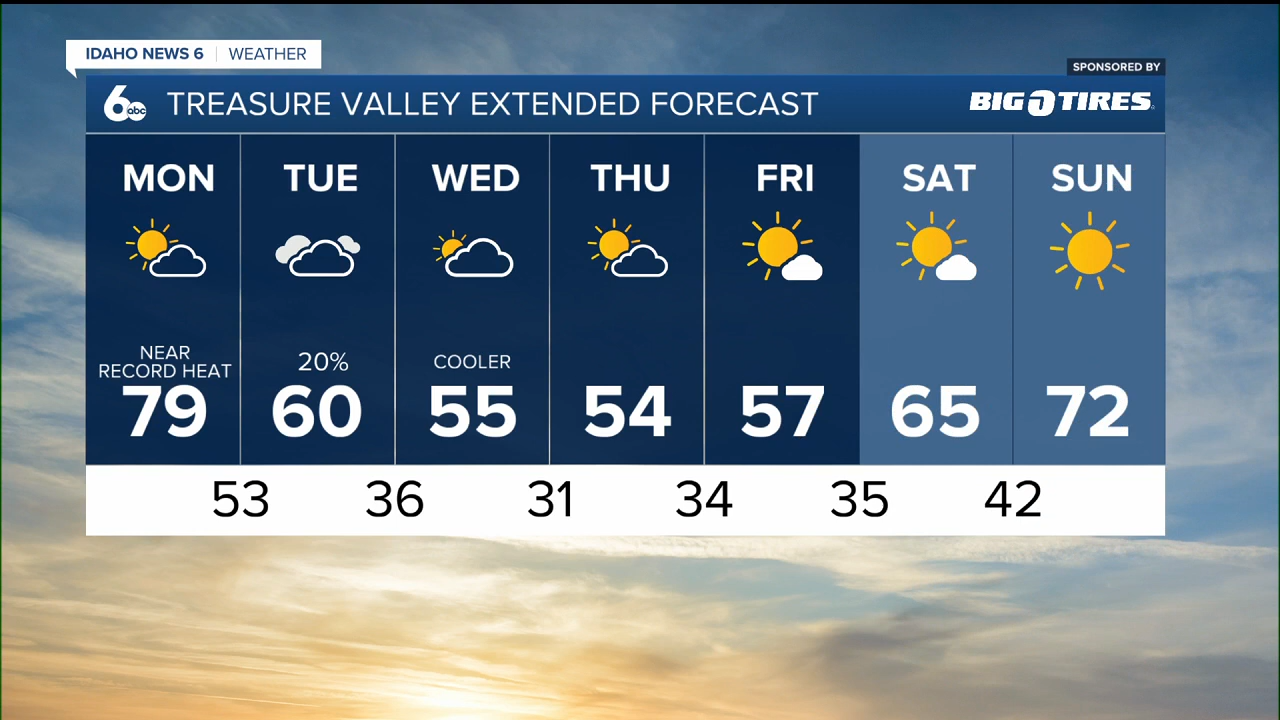 IDAHO NEWS 6 | WEATHER
SPONSORED BY
6 abc TREASURE VALLEY EXTENDED FORECAST BIG O TIRES
MON TUE WED THU FRI SAT SUN
NEAR
RECORD HEAT 20% COOLER
79 60 55 54 57 65 72
53 36 31 34 35 42